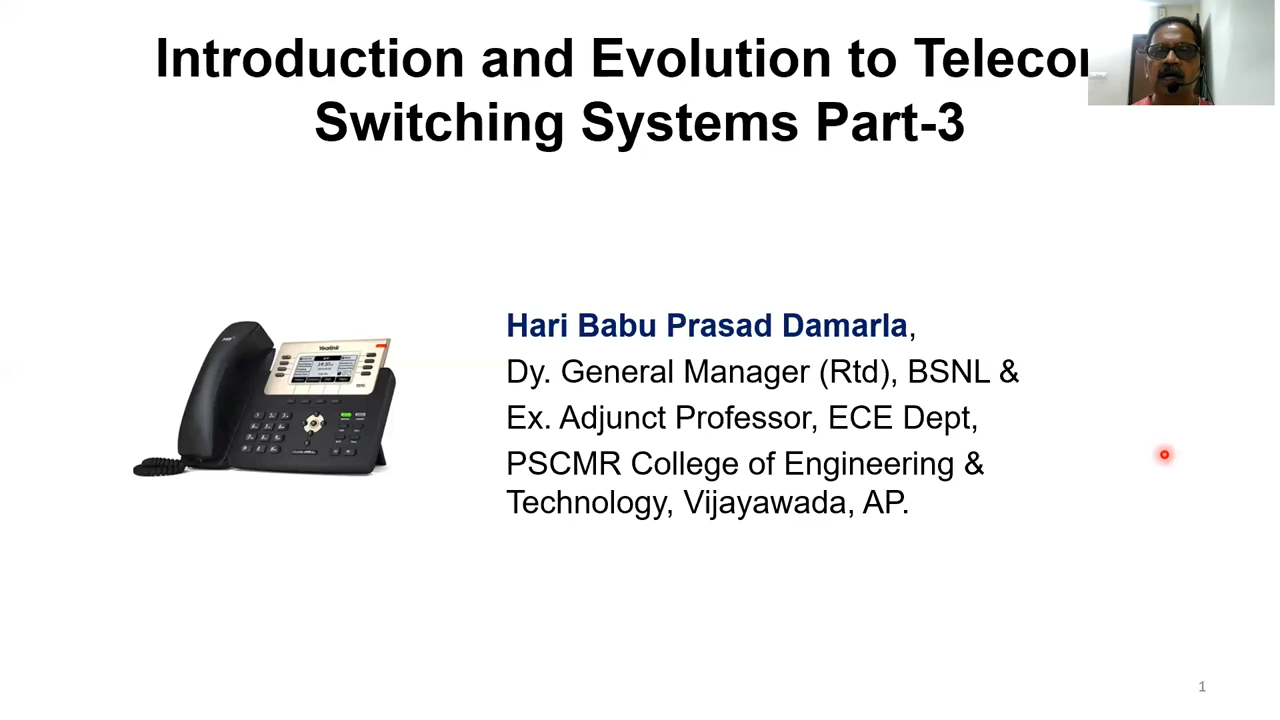 Introduction and Evolution to Teleco
Switching Systems Part-3
Yealink
Hari Babu Prasad Damarla,
Dy. General Manager (Rtd), BSNL &
Ex. Adjunct Professor, ECE Dept,
PSCMR College of Engineering &
Technology, Vijayawada, AP.
1